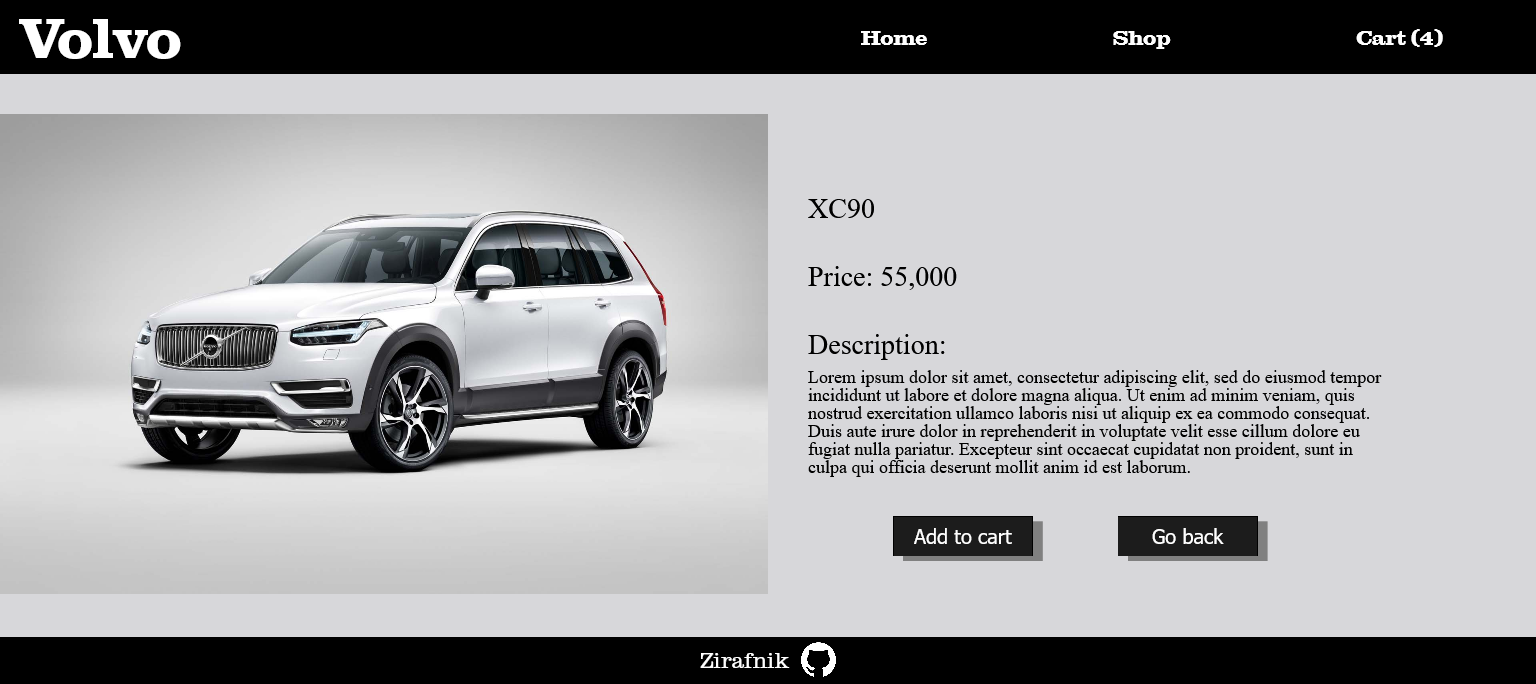 Volvo
Home
Shop
Cart (4)
XC90
Price: 55,000
Description:
Lorem ipsum dolor sit amet, consectetur adipiscing elit, sed do eiusmod tempor
incididunt ut labore et dolore magna aliqua. Ut enim ad minim veniam, quis
nostrud exercitation ullamco laboris nisi ut aliquip ex ea commodo consequat.
Duis aute irure dolor in reprehenderit in voluptate velit esse cillum dolore eu
fugiat nulla pariatur. Excepteur sint occaecat cupidatat non proident, sunt in
culpa qui officia deserunt mollit anim id est laborum.
Add to cart
Go back
Zirafnik